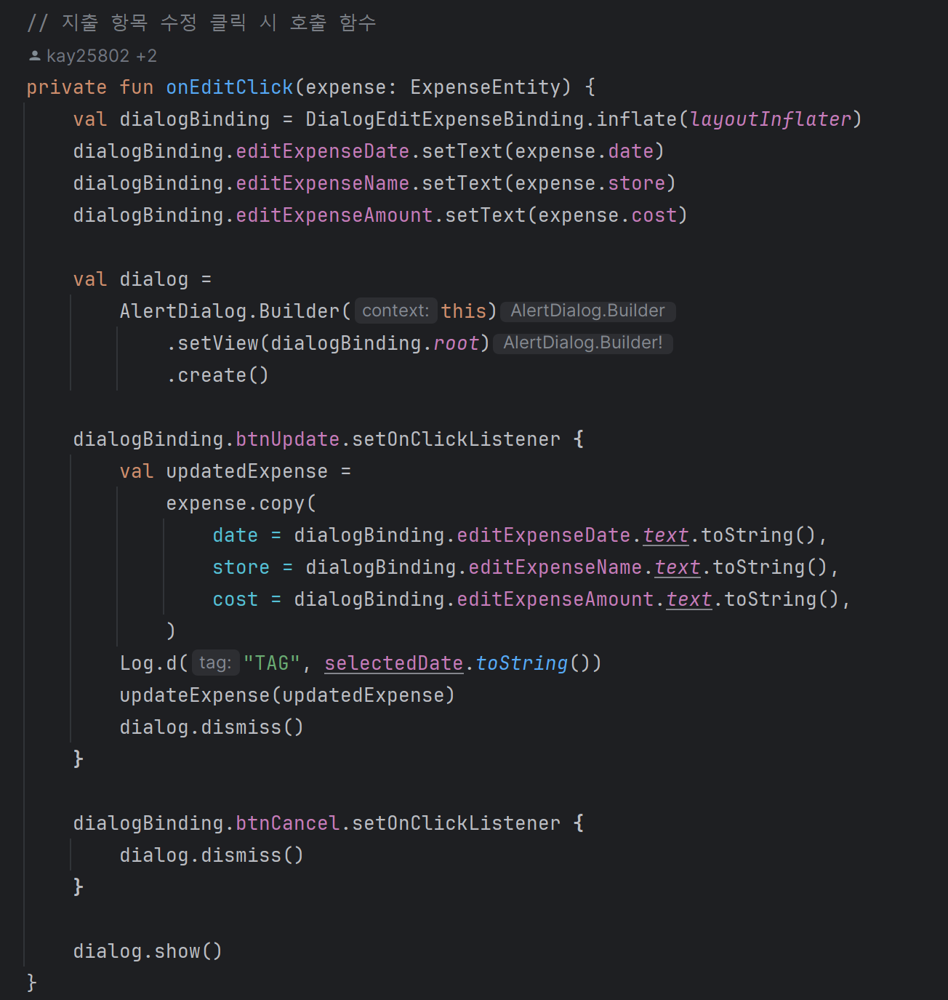 // 지출 항목 수정 클릭 시 호출 함수
kay25802 +2
private fun onEditClick(expense: ExpenseEntity) {
    val dialogBinding = DialogEditExpenseBinding.inflate(layoutInflater)
    dialogBinding.editExpenseDate.setText(expense.date)
    dialogBinding.editExpenseName.setText(expense.store)
    dialogBinding.editExpenseAmount.setText(expense.cost)

    val dialog =
        AlertDialog.Builder( context: this) AlertDialog.Builder
            .setView(dialogBinding.root) AlertDialog.Builder!
            .create()

    dialogBinding.btnUpdate.setOnClickListener {
        val updatedExpense =
            expense.copy(
                date = dialogBinding.editExpenseDate.text.toString(),
                store = dialogBinding.editExpenseName.text.toString(),
                cost = dialogBinding.editExpenseAmount.text.toString(),
            )
        Log.d( tag: "TAG", selectedDate.toString())
        updateExpense(updatedExpense)
        dialog.dismiss()
    }

    dialogBinding.btnCancel.setOnClickListener {
        dialog.dismiss()
    }

    dialog.show()
}